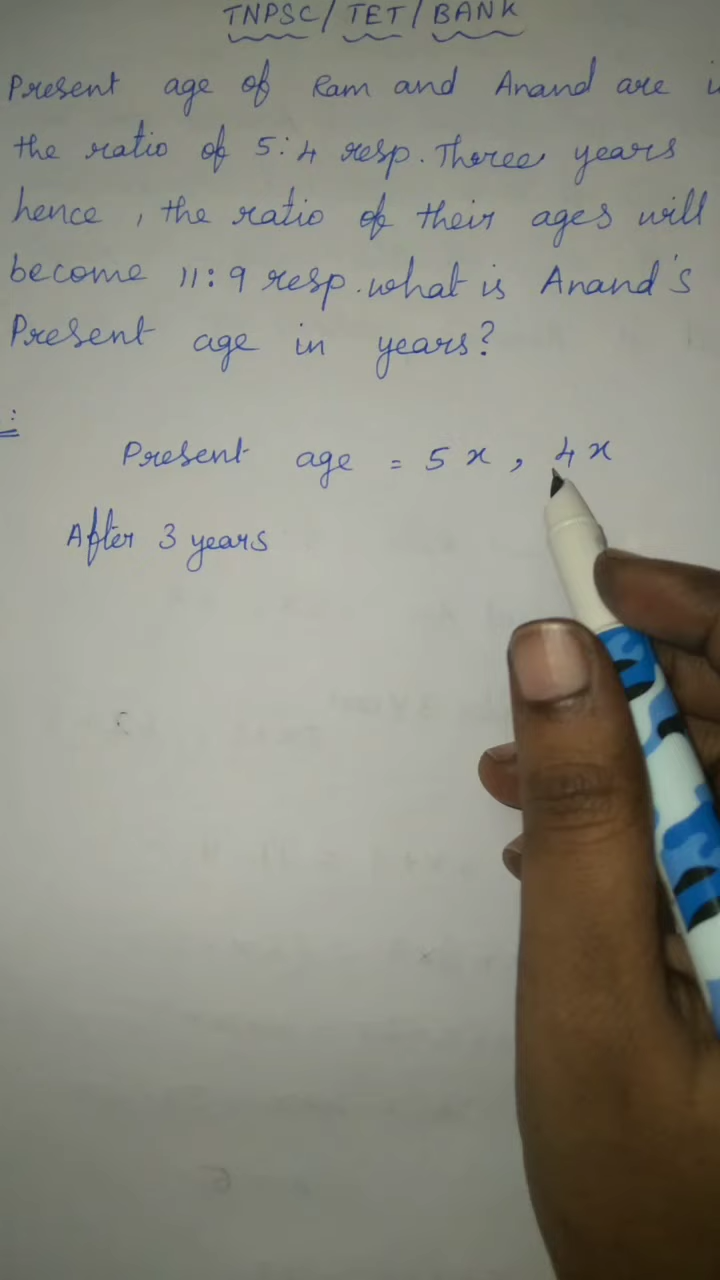 TNPSC/ TET / BANK
Present age of Ram and Anand are
the ratio of 5:4 resp. Three years
hence, the ratio of their ages will
become 11:9 resp. what is Anand's
Present age in years?
Present age = 5x, 4x
After 3 years